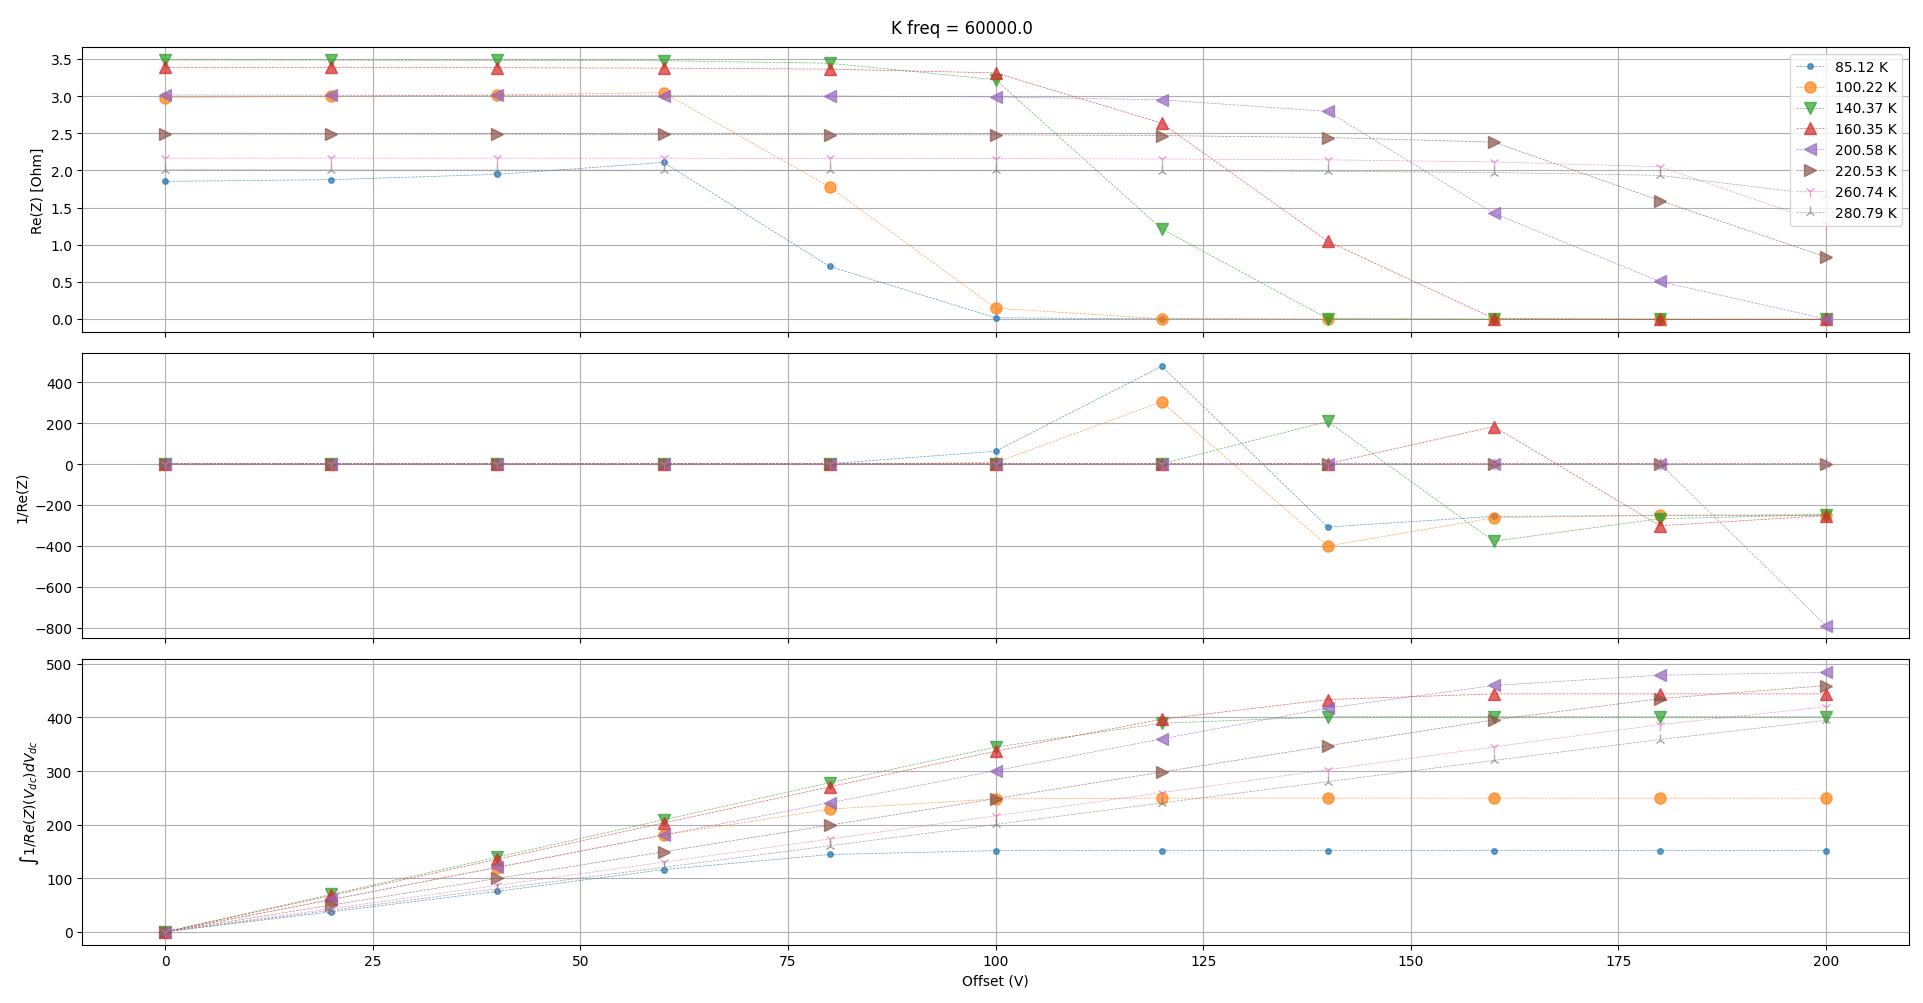 K freq = 60000.0
Re(Z) [Ohm]
3.5
3.0
2.5
2.0
1.5
1.0
0.5
0.0
85.12 K
100.22 K
140.37 K
160.35 K
200.58 K
220.53 K
260.74 K
280.79 K
1/Re(Z)
400
200
0
−200
−400
−600
−800
∫1/Re(Z)(V_dc)dV_dc
500
400
300
200
100
0
0 25 50 75 100 125 150 175 200
Offset (V)